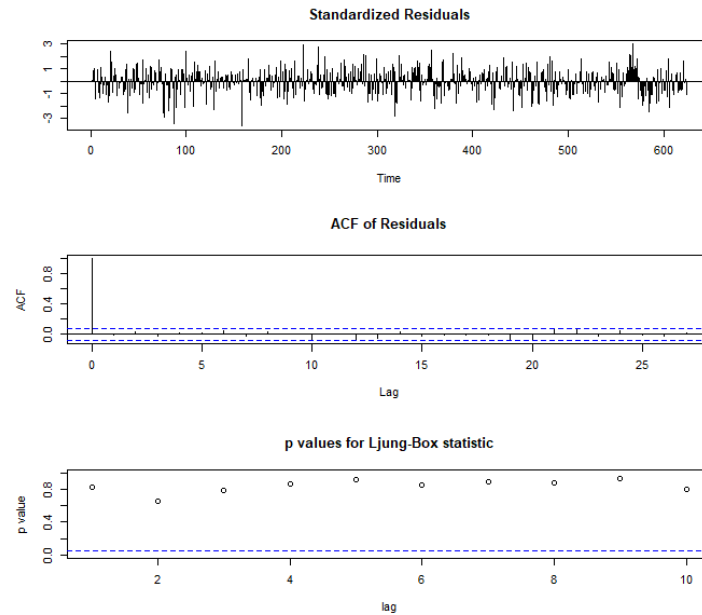 Standardized Residuals
3
1
-1
-3
0 100 200 300 400 500 600
Time
ACF of Residuals
ACF
0.8
0.4
0.0
0 5 10 15 20 25
Lag
p values for Ljung-Box statistic
p value
0.8
0.4
0.0
2 4 6 8 10
lag